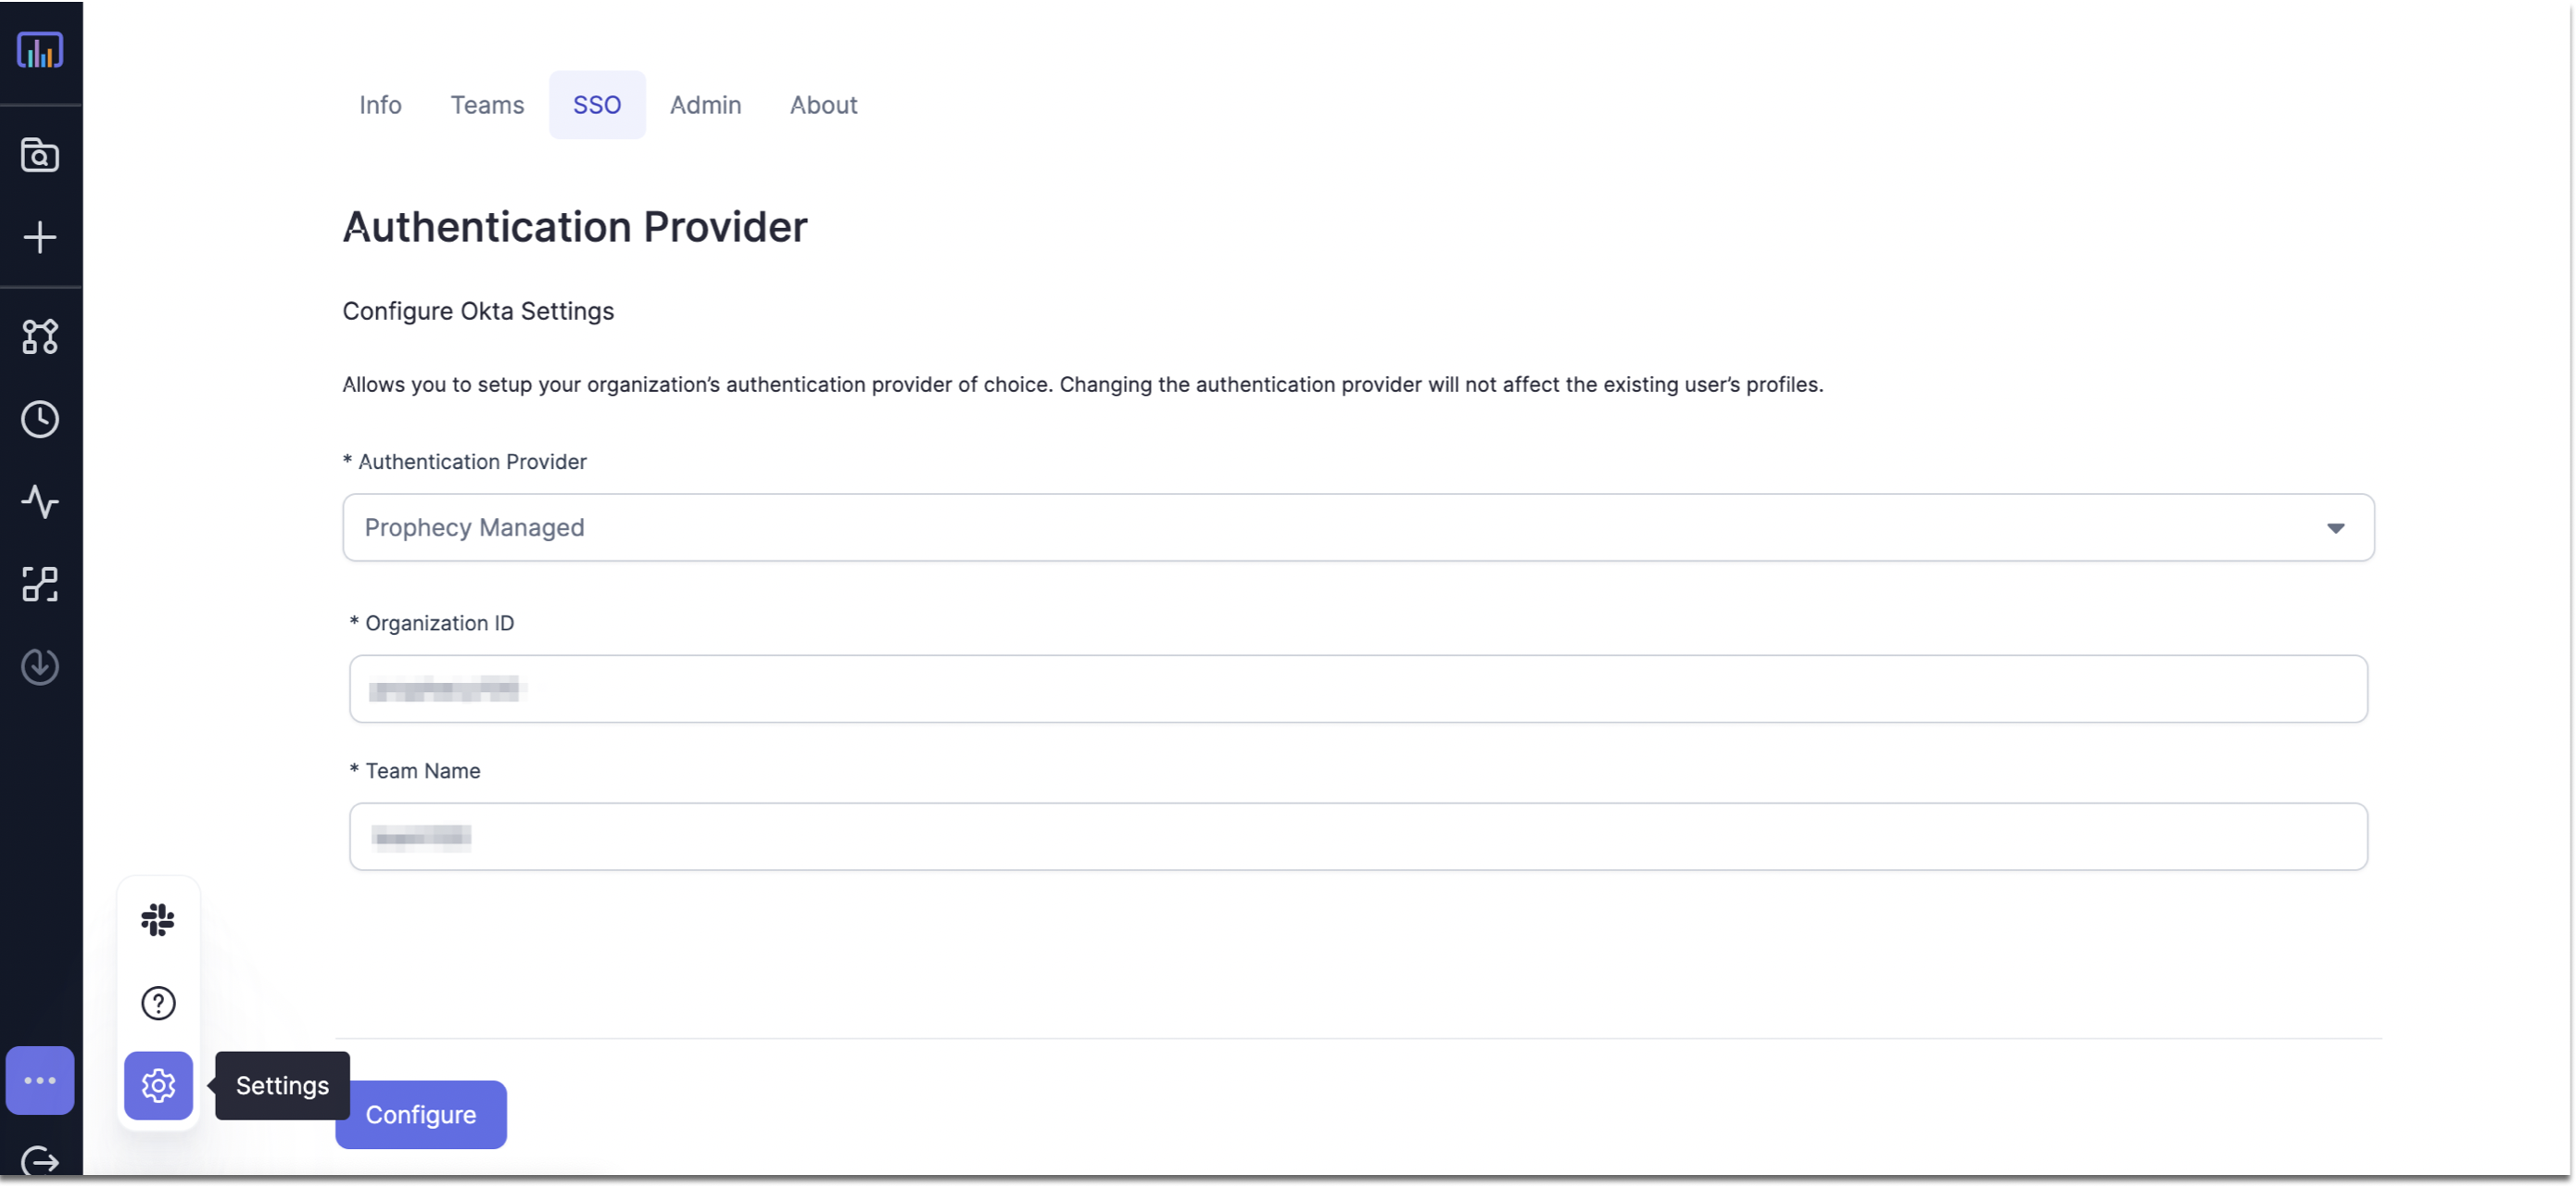 Info
Teams
SSO
Admin
About
Authentication Provider
Configure Okta Settings
Allows you to setup your organization's authentication provider of choice. Changing the authentication provider will not affect the existing user's profiles.
* Authentication Provider
Prophecy Managed
* Organization ID
* Team Name
Settings
Configure